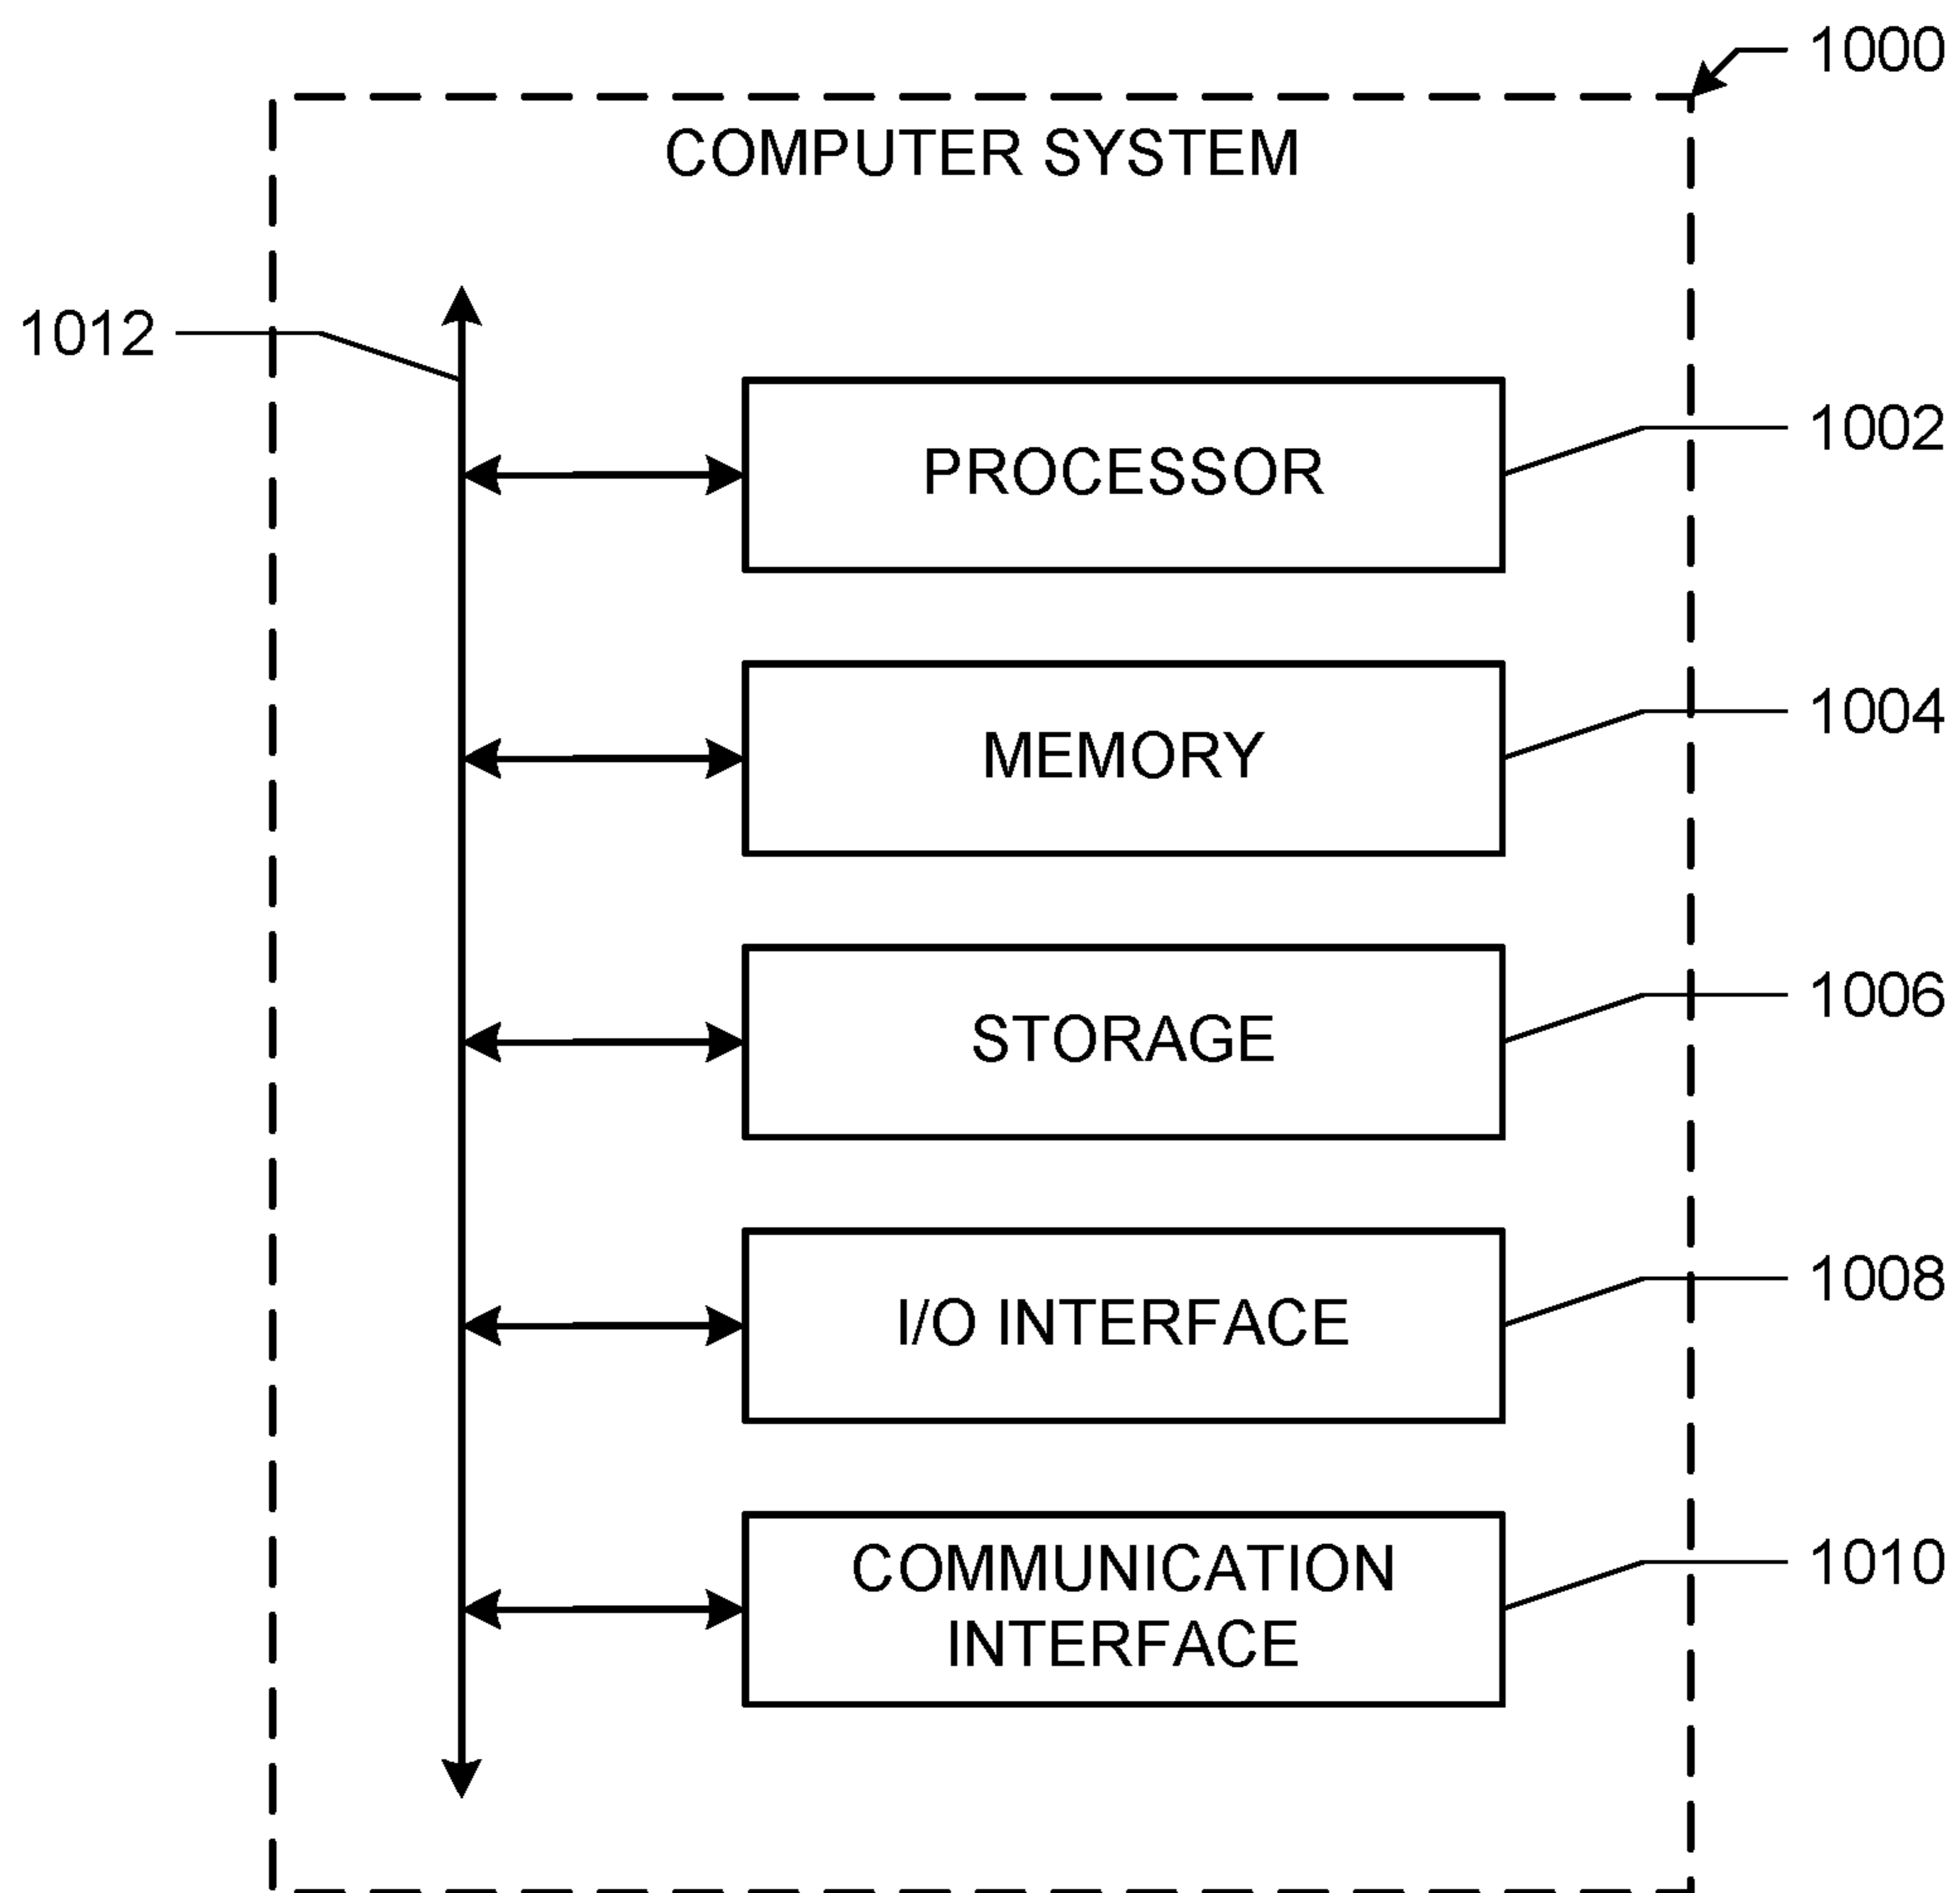 1000
COMPUTER SYSTEM
1012
PROCESSOR
1002
MEMORY
1004
STORAGE
1006
I/O INTERFACE
1008
COMMUNICATION
INTERFACE
1010